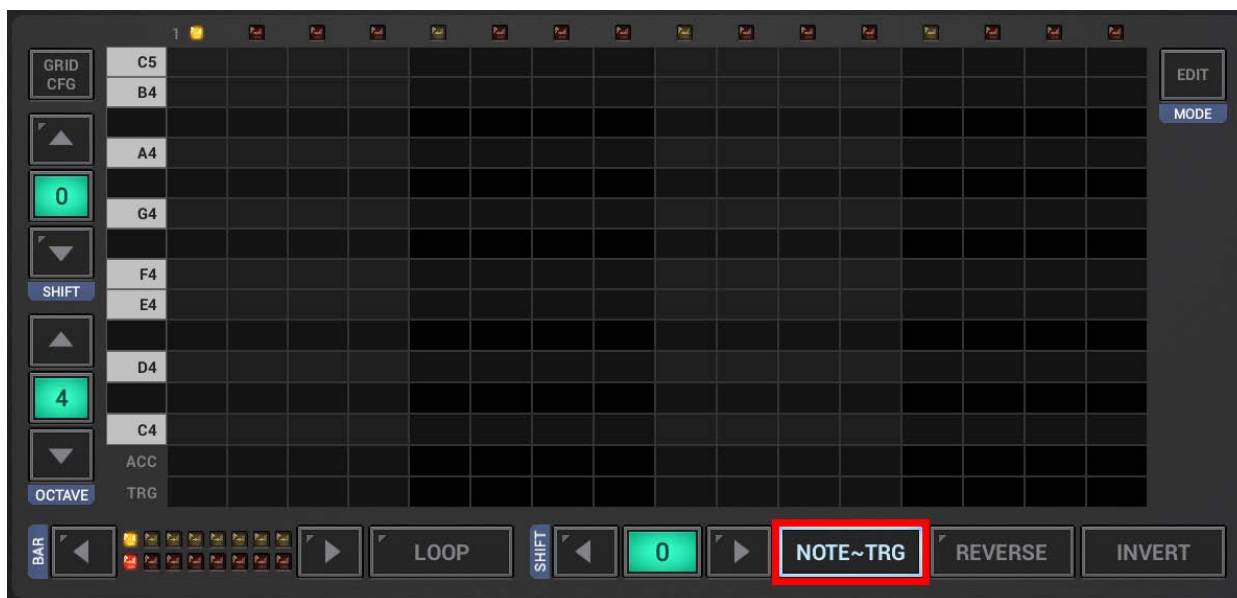 1
GRID
CFG
C5
B4
A4
G4
F4
E4
D4
C4
ACC
TRG
EDIT
MODE
0
SHIFT
4
OCTAVE
BAR
LOOP
SHIFT
0
NOTE~TRG
REVERSE
INVERT